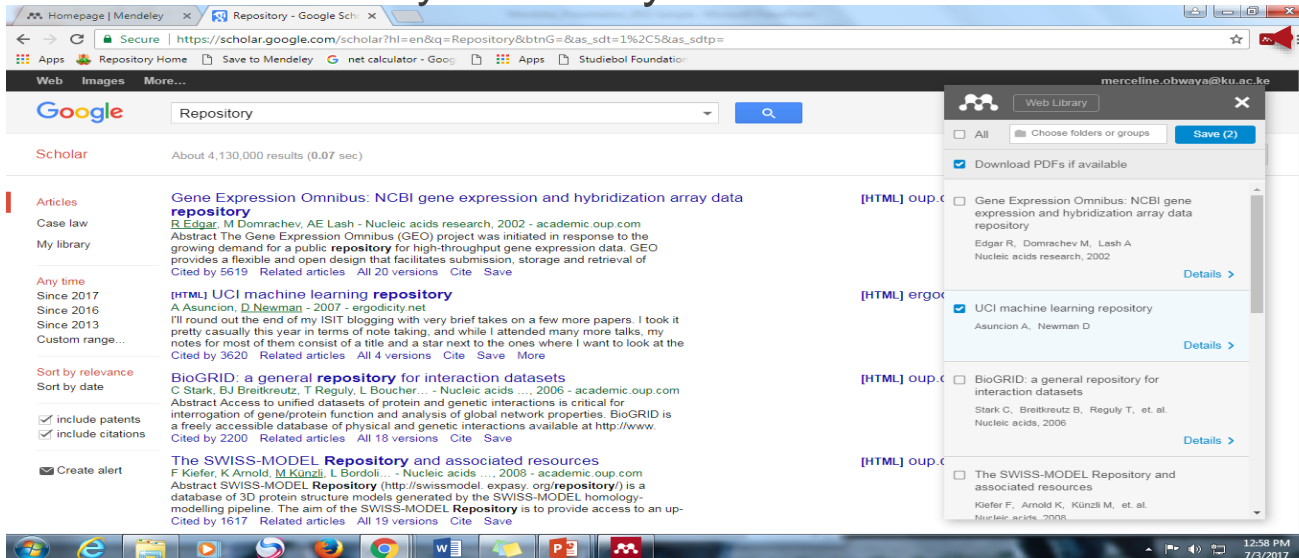 Homepage | Mendeley
Repository - Google Sch
Secure | https://scholar.google.com/scholar?hl=en&q=Repository&btnG=&as_sdt=1%2C5&as_sdtp=
Apps Repository Home Save to Mendeley net calculator - Goog Apps Studiebol Foundation
Web Images More...
merceline.obwaya@ku.ac.ke
Google
Repository
Scholar
About 4,130,000 results (0.07 sec)
Articles
Case law
My library
Any time
Since 2017
Since 2016
Since 2013
Custom range...
Sort by relevance
Sort by date
include patents
include citations
Create alert
Gene Expression Omnibus: NCBI gene expression and hybridization array data
repository
R Edgar, M Domrachev, AE Lash - Nucleic acids research, 2002 - academic.oup.com
Abstract The Gene Expression Omnibus (GEO) project was initiated in response to the
growing demand for a public repository for high-throughput gene expression data. GEO
provides a flexible and open design that facilitates submission, storage and retrieval of
Cited by 5619 Related articles All 20 versions Cite Save
[HTML] oup.c
[HTML] UCI machine learning repository
A Asuncion, D Newman - 2007 - ergodicity.net
I'll round out the end of my ISIT blogging with very brief takes on a few more papers. I took it
pretty casually this year in terms of note taking, and while I attended many more talks, my
notes for most of them consist of a title and a star next to the ones where I want to look at the
Cited by 3620 Related articles All 4 versions Cite Save More
[HTML] ergo
BioGRID: a general repository for interaction datasets
C Stark, BJ Breitkreutz, T Reguly, L Boucher... - Nucleic acids ..., 2006 - academic.oup.com
Abstract Access to unified datasets of protein and genetic interactions is critical for
interrogation of gene/protein function and analysis of global network properties. BioGRID is
a freely accessible database of physical and genetic interactions available at http://www.
Cited by 2200 Related articles All 18 versions Cite Save
[HTML] oup.c
The SWISS-MODEL Repository and associated resources
F Kiefer, K Arnold, M Künzli, L Bordoli... - Nucleic acids ..., 2008 - academic.oup.com
Abstract SWISS-MODEL Repository (http://swissmodel. expasy. org/repository/) is a
database of 3D protein structure models generated by the SWISS-MODEL homology-
modelling pipeline. The aim of the SWISS-MODEL Repository is to provide access to an up-
Cited by 1617 Related articles All 19 versions Cite Save
[HTML] oup.c
Web Library
All Choose folders or groups Save (2)
Download PDFs if available
Gene Expression Omnibus: NCBI gene
expression and hybridization array data
repository
Edgar R, Domrachev M, Lash A
Nucleic acids research, 2002
Details >
UCI machine learning repository
Asuncion A, Newman D
Details >
BioGRID: a general repository for
interaction datasets
Stark C, Breitkreutz B, Reguly T, et. al.
Nucleic acids, 2006
Details >
The SWISS-MODEL Repository and
associated resources
Kiefer F, Arnold K, Künzli M, et. al.
Nucleic acids, 2008
12:58 PM
7/3/2017